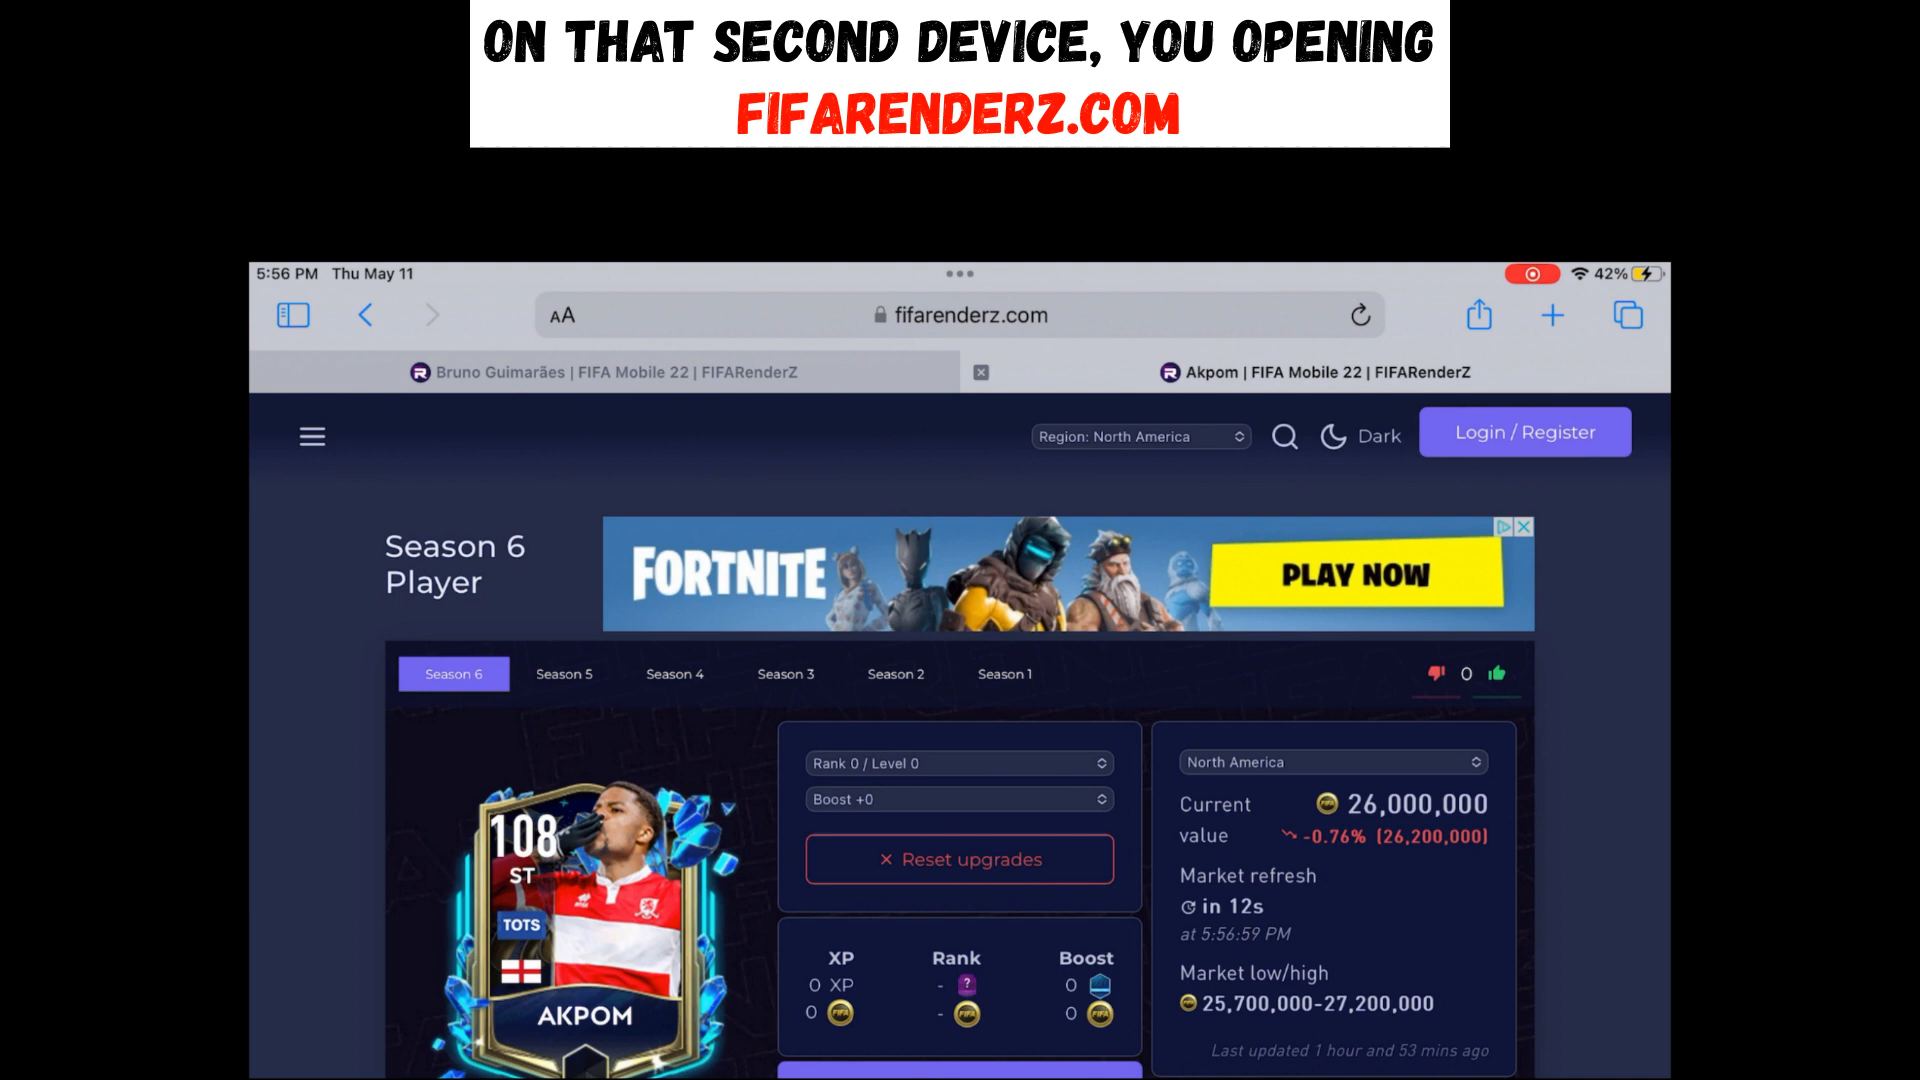 ON THAT SECOND DEVICE, YOU OPENING
FIFARENDERZ.COM
5:56 PM Thu May 11
42%
AA
fifarenderz.com
Bruno Guimarães | FIFA Mobile 22 | FIFARenderZ
Akpom | FIFA Mobile 22 | FIFARenderZ
Region: North America
Dark
Login / Register
Season 6
Player
FORTNITE
PLAY NOW
Season 6
Season 5
Season 4
Season 3
Season 2
Season 1
0
108
ST
TOTS
AKPOM
Rank 0 / Level 0
Boost +0
× Reset upgrades
XP Rank Boost
0 XP - ? 0
0 FIFA - FIFA 0 FIFA
North America
Current 26,000,000
value -0.76% (26,200,000)
Market refresh
in 12s
at 5:56:59 PM
Market low/high
25,700,000-27,200,000
Last updated 1 hour and 53 mins ago